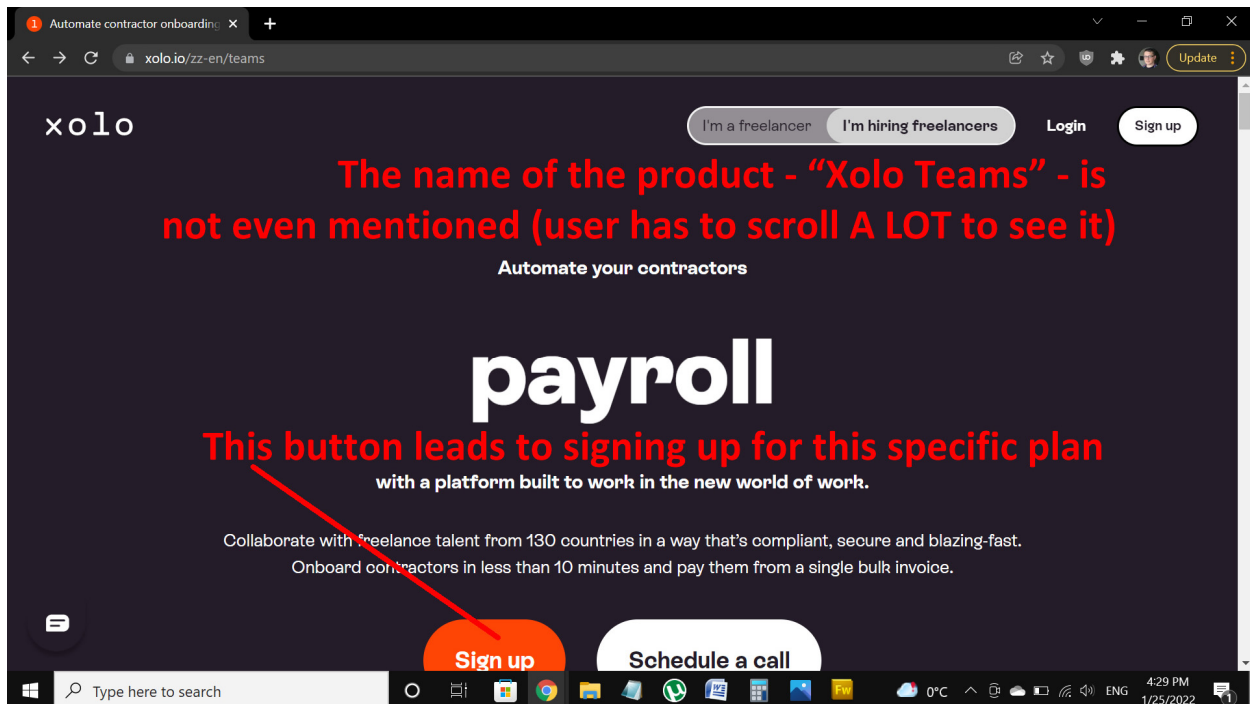 1 Automate contractor onboarding
xolo.io/zz-en/teams
Update
xolo
I'm a freelancer I'm hiring freelancers Login Sign up
The name of the product - “Xolo Teams” - is
not even mentioned (user has to scroll A LOT to see it)
Automate your contractors
payroll
This button leads to signing up for this specific plan
with a platform built to work in the new world of work.
Collaborate with freelance talent from 130 countries in a way that's compliant, secure and blazing-fast.
Onboard contractors in less than 10 minutes and pay them from a single bulk invoice.
Sign up Schedule a call
Type here to search
Fw
0°C
ENG
4:29 PM
1/25/2022
1